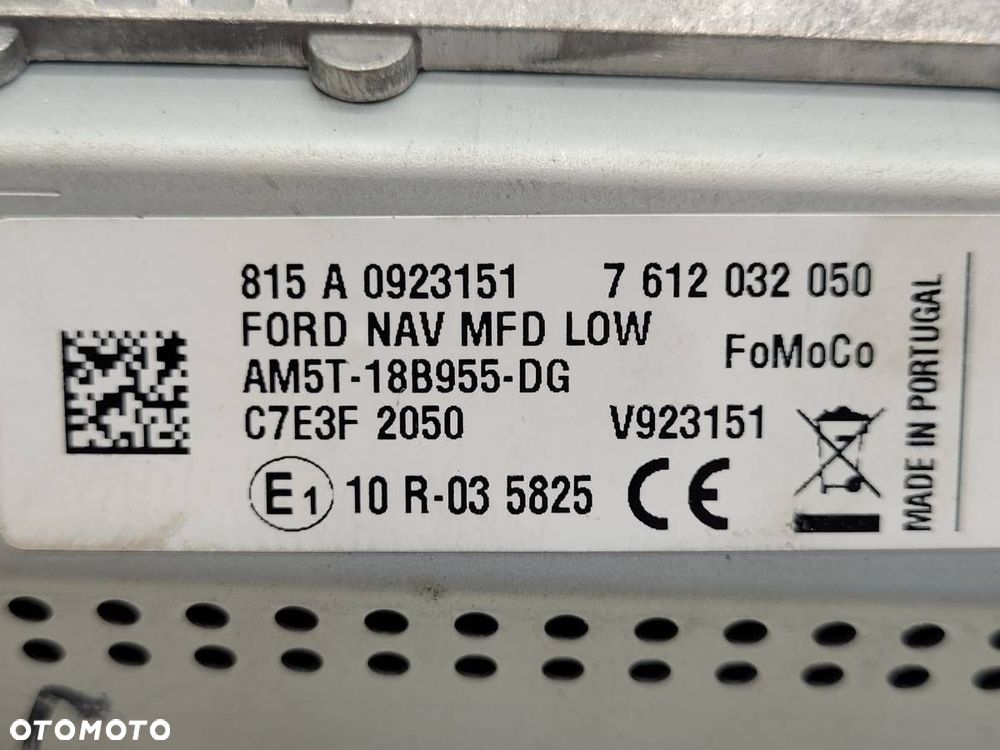 815 A 0923151 7 612 032 050
FORD NAV MFD LOW
FoMoCo
AM5T-18B955-DG
C7E3F 2050 V923151
E1 10 R-03 5825 CE
MADE IN PORTUGAL
OTOMOTO